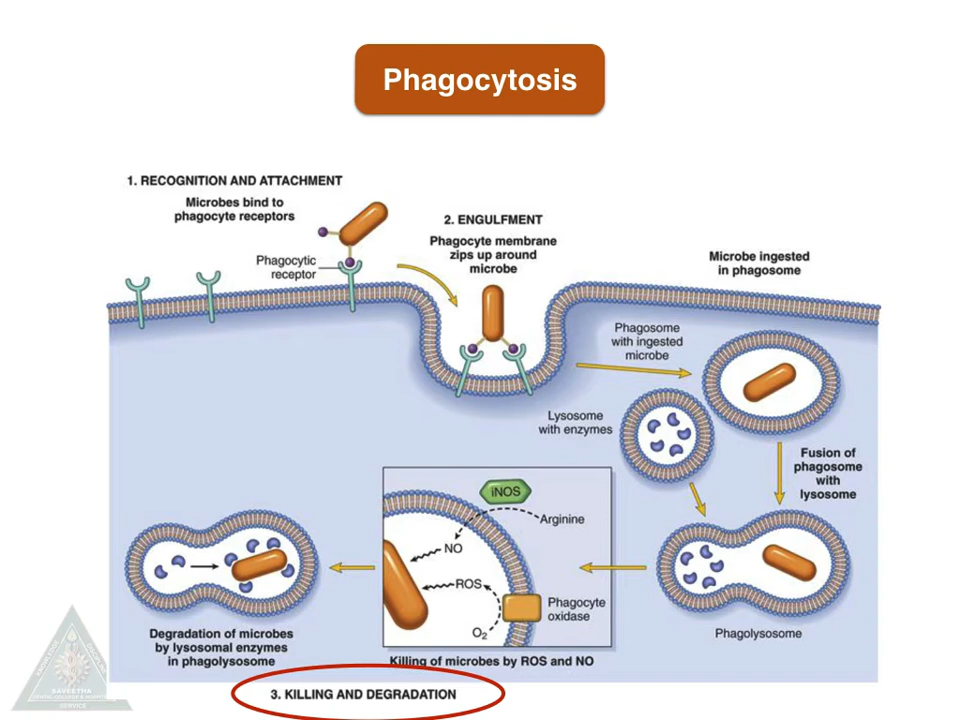 Phagocytosis
1. RECOGNITION AND ATTACHMENT
Microbes bind to
phagocyte receptors
Phagocytic
receptor
2. ENGULFMENT
Phagocyte membrane
zips up around
microbe
Microbe ingested
in phagosome
Phagosome
with ingested
microbe
Lysosome
with enzymes
Fusion of
phagosome
with
lysosome
iNOS
Arginine
NO
ROS
Phagocyte
oxidase
O2
Phagolysosome
Degradation of microbes
by lysosomal enzymes
in phagolysosome
Killing of microbes by ROS and NO
3. KILLING AND DEGRADATION
SAVEETHA
SERVICE